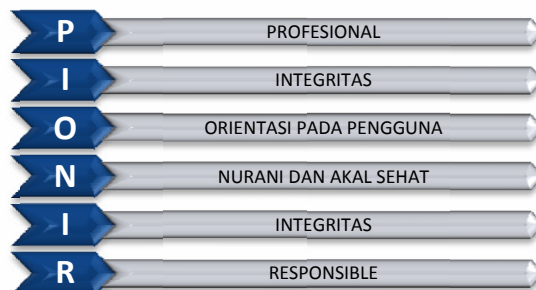 P PROFESIONAL
I INTEGRITAS
O ORIENTASI PADA PENGGUNA
N NURANI DAN AKAL SEHAT
I INTEGRITAS
R RESPONSIBLE